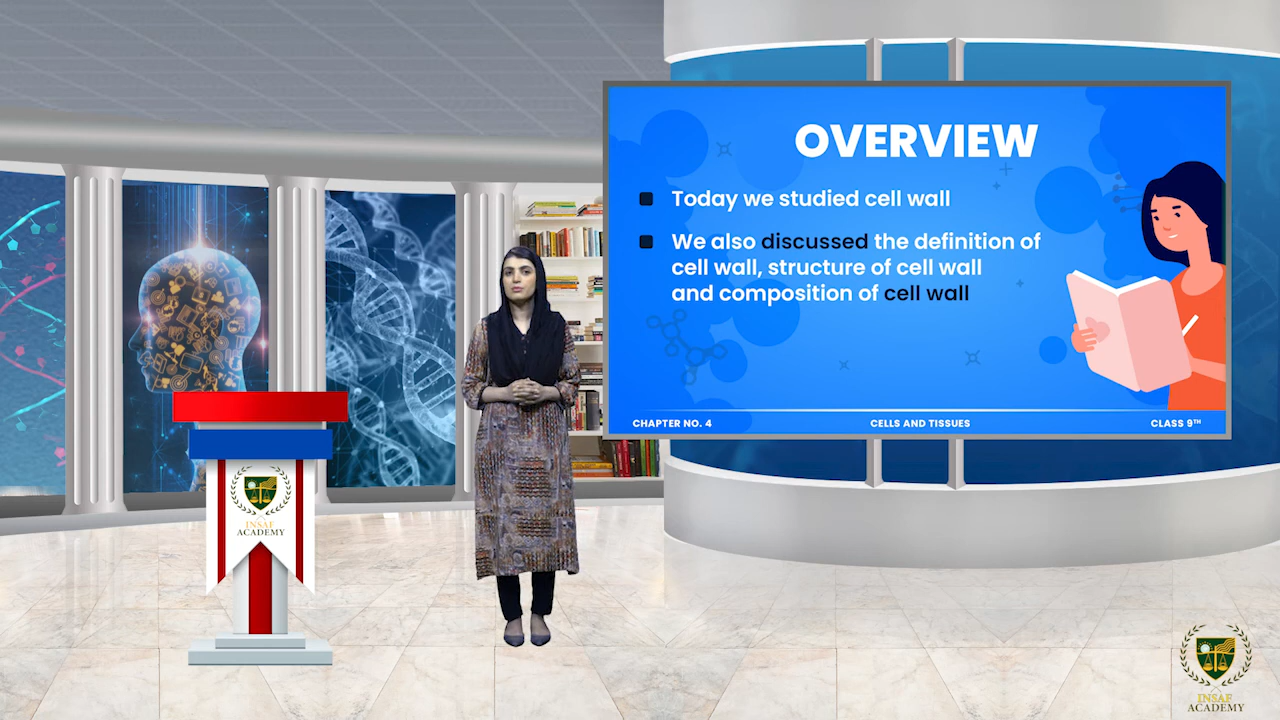 OVERVIEW
Today we studied cell wall
We also discussed the definition of
cell wall, structure of cell wall
and composition of cell wall
CHAPTER NO. 4
CELLS AND TISSUES
CLASS 9TH
INSAF
ACADEMY
INSAF
ACADEMY